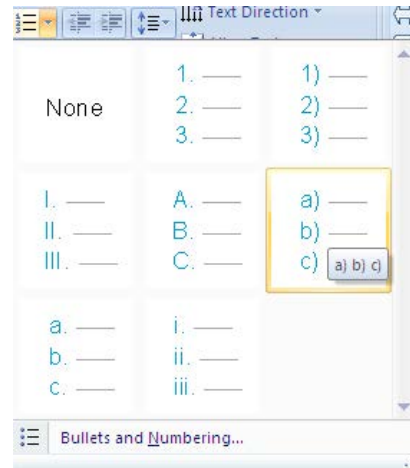 Text Direction
None
1.
2.
3.
1)
2)
3)
I.
II.
III.
A.
B.
C.
a)
b)
c)
a) b) c)
a.
b.
c.
i.
ii.
iii.
Bullets and Numbering...